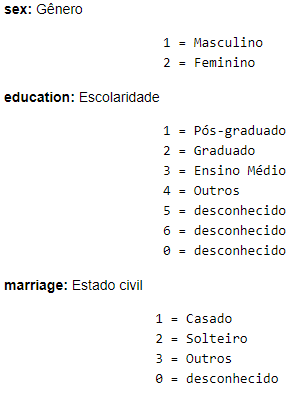 sex: Gênero
1 = Masculino
2 = Feminino
education: Escolaridade
1 = Pós-graduado
2 = Graduado
3 = Ensino Médio
4 = Outros
5 = desconhecido
6 = desconhecido
0 = desconhecido
marriage: Estado civil
1 = Casado
2 = Solteiro
3 = Outros
0 = desconhecido